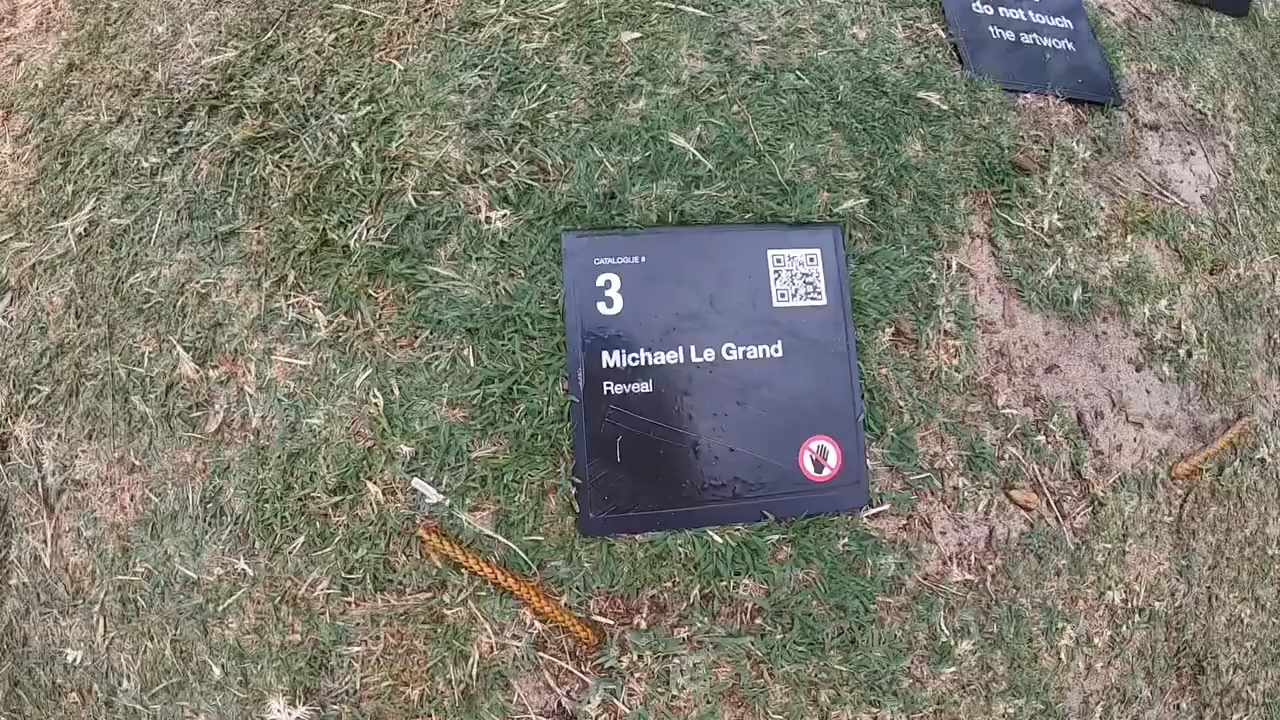 do not touch
the artwork
CATALOGUE #
3
Michael Le Grand
Reveal